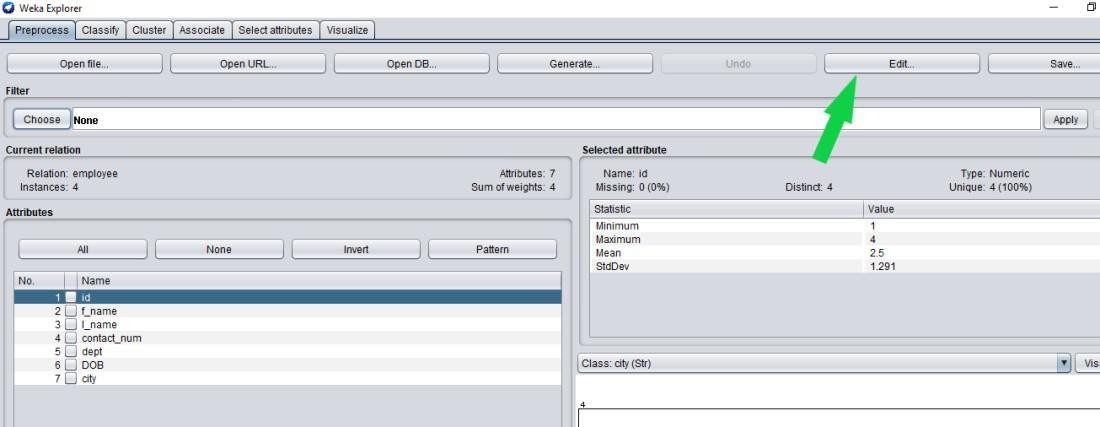 Weka Explorer
Preprocess Classify Cluster Associate Select attributes Visualize
Open file... Open URL... Open DB... Generate... Undo Edit... Save...
Filter
Choose None Apply
Current relation
Relation: employee Attributes: 7
Instances: 4 Sum of weights: 4
Selected attribute
Name: id Type: Numeric
Missing: 0 (0%) Distinct: 4 Unique: 4 (100%)
Statistic Value
Minimum 1
Maximum 4
Mean 2.5
StdDev 1.291
Attributes
All None Invert Pattern
No. Name
1 id
2 f_name
3 l_name
4 contact_num
5 dept
6 DOB
7 city
Class: city (Str) Vis
4